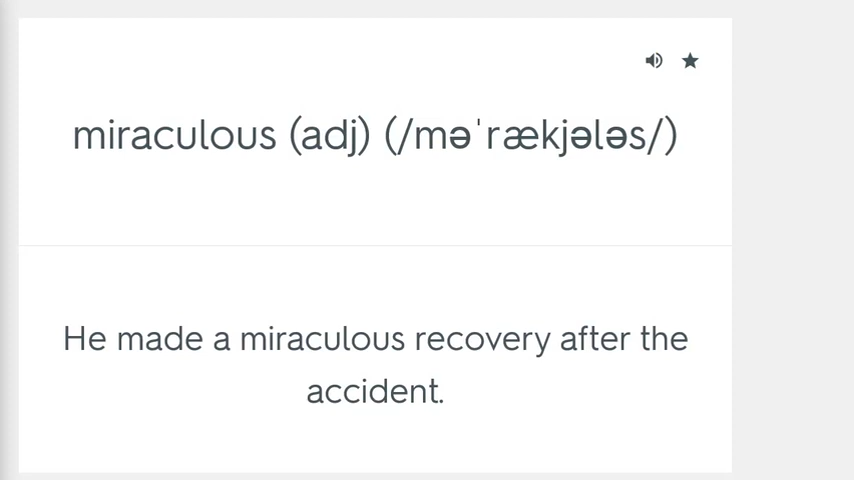 miraculous (adj) (/məˈrækjələs/)
He made a miraculous recovery after the
accident.